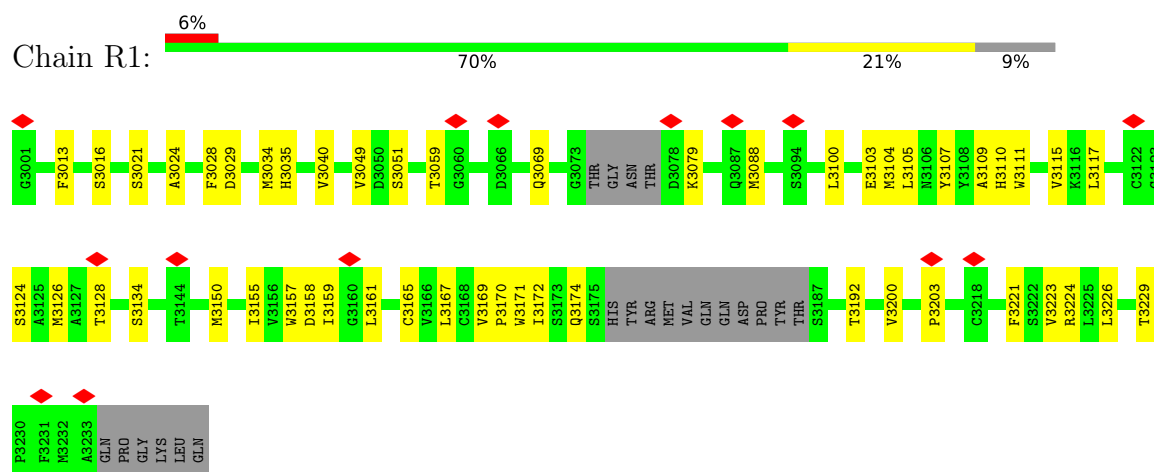 6%
Chain R1:
70% 21% 9%
G3001 F3013 S3016 S3021 A3024 F3028 D3029 M3034 H3035 V3040 V3049 D3050 S3051 T3059 G3060 D3066 Q3069 G3073 THR GLY ASN THR D3078 K3079 Q3087 M3088 S3094 L3100 E3103 M3104 L3105 N3106 Y3107 Y3108 A3109 H3110 W3111 V3115 K3116 L3117 C3122
S3124 A3125 M3126 A3127 T3128 S3134 T3144 M3150 I3155 V3156 W3157 D3158 I3159 G3160 L3161 C3165 V3166 L3167 C3168 V3169 P3170 W3171 I3172 S3173 Q3174 S3175 HIS TYR ARG MET VAL GLN GLN ASP PRO TYR THR S3187 T3192 V3200 P3203 C3218 F3221 S3222 V3223 R3224 L3225 L3226 T3229
P3230 F3231 M3232 A3233 GLN PRO GLY LYS LEU GLN